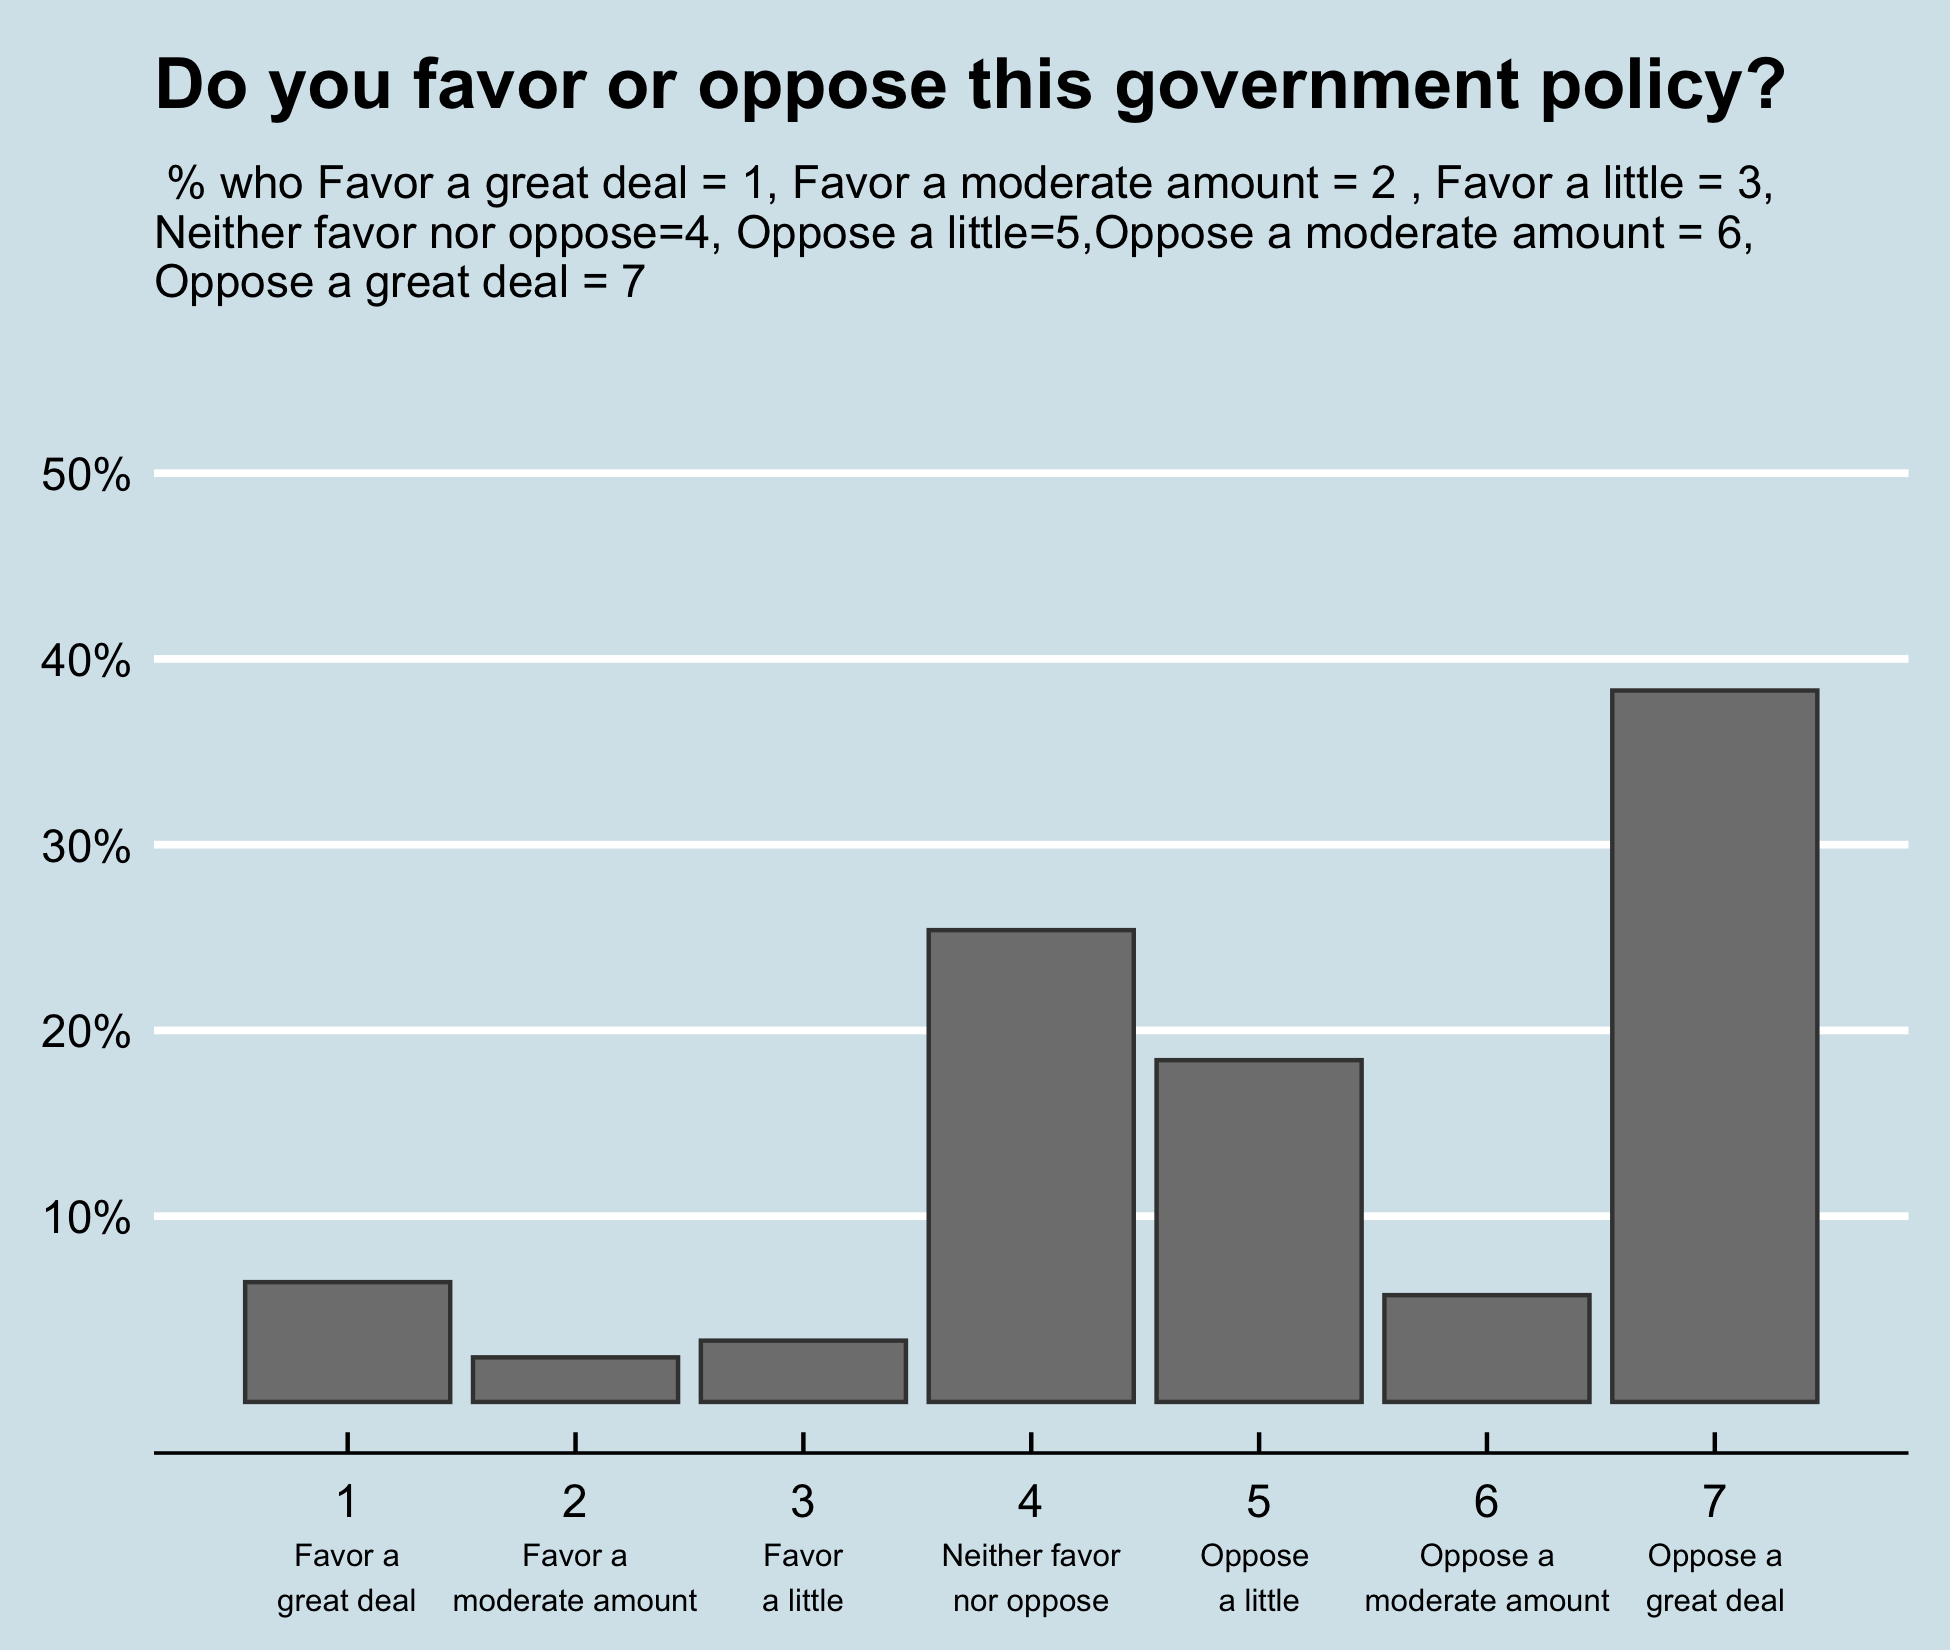 Do you favor or oppose this government policy?
% who Favor a great deal = 1, Favor a moderate amount = 2 , Favor a little = 3,
Neither favor nor oppose=4, Oppose a little=5,Oppose a moderate amount = 6,
Oppose a great deal = 7
50%
40%
30%
20%
10%
1 2 3 4 5 6 7
Favor a Favor a Favor Neither favor Oppose Oppose a Oppose a
great deal moderate amount a little nor oppose a little moderate amount great deal